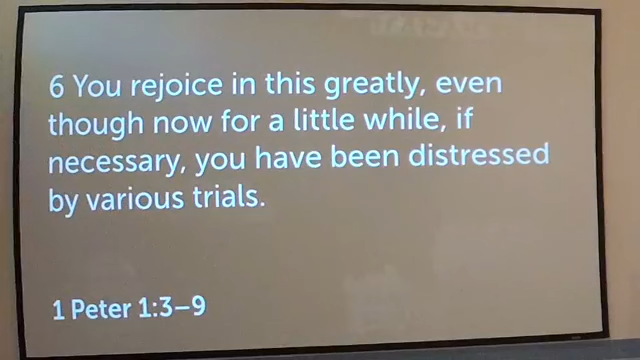 6 You rejoice in this greatly, even
though now for a little while, if
necessary, you have been distressed
by various trials.
1 Peter 1:3–9